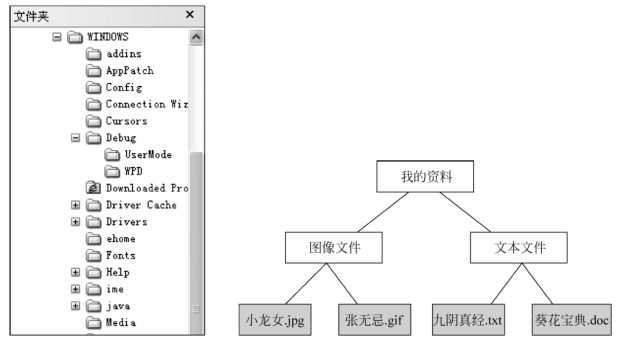 文件夹
WINDOWS
addins
AppPatch
Config
Connection Wiz
Cursors
Debug
UserMode
WPD
Downloaded Pro
Driver Cache
Drivers
ehome
Fonts
Help
ime
java
Media
我的资料
图像文件
文本文件
小龙女.jpg
张无忌.gif
九阴真经.txt
葵花宝典.doc